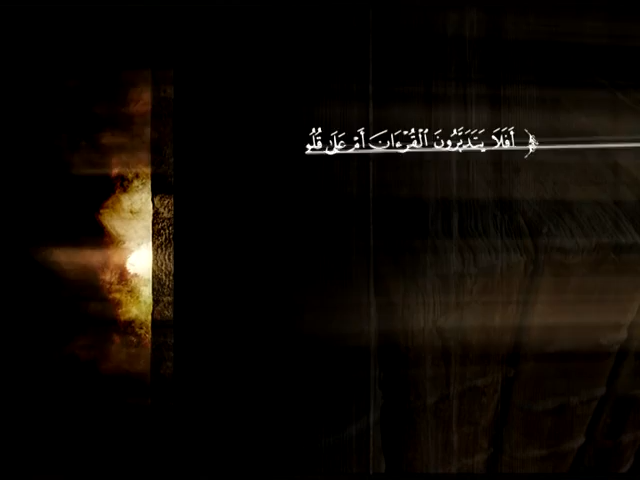 ﴿ أَفَلَا يَتَدَبَّرُونَ ٱلْقُرْءَانَ أَمْ عَلَىٰ قُلُو